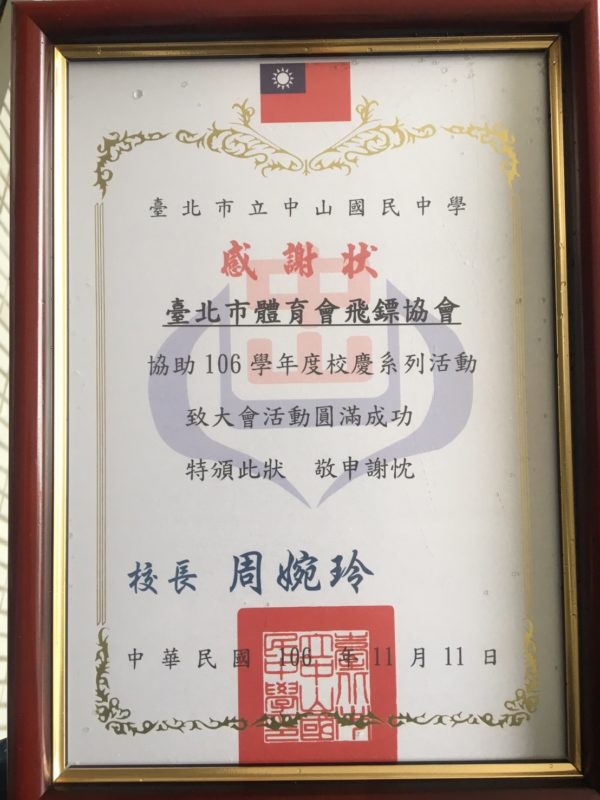 臺北市立中山國民中學
感謝狀
臺北市體育會飛鏢協會
協助106學年度校慶系列活動
致大會活動圓滿成功
特頒此狀 敬申謝忱
校長 周婉玲
中華民國 106 年 11 月 11 日